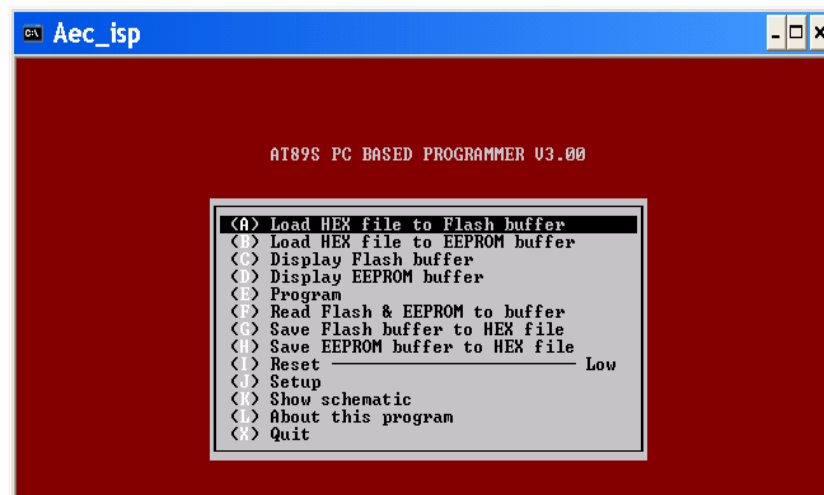 Aec_isp
AT89S PC BASED PROGRAMMER V3.00
(A) Load HEX file to Flash buffer
(B) Load HEX file to EEPROM buffer
(C) Display Flash buffer
(D) Display EEPROM buffer
(E) Program
(F) Read Flash & EEPROM to buffer
(G) Save Flash buffer to HEX file
(H) Save EEPROM buffer to HEX file
(I) Reset Low
(J) Setup
(K) Show schematic
(L) About this program
(X) Quit